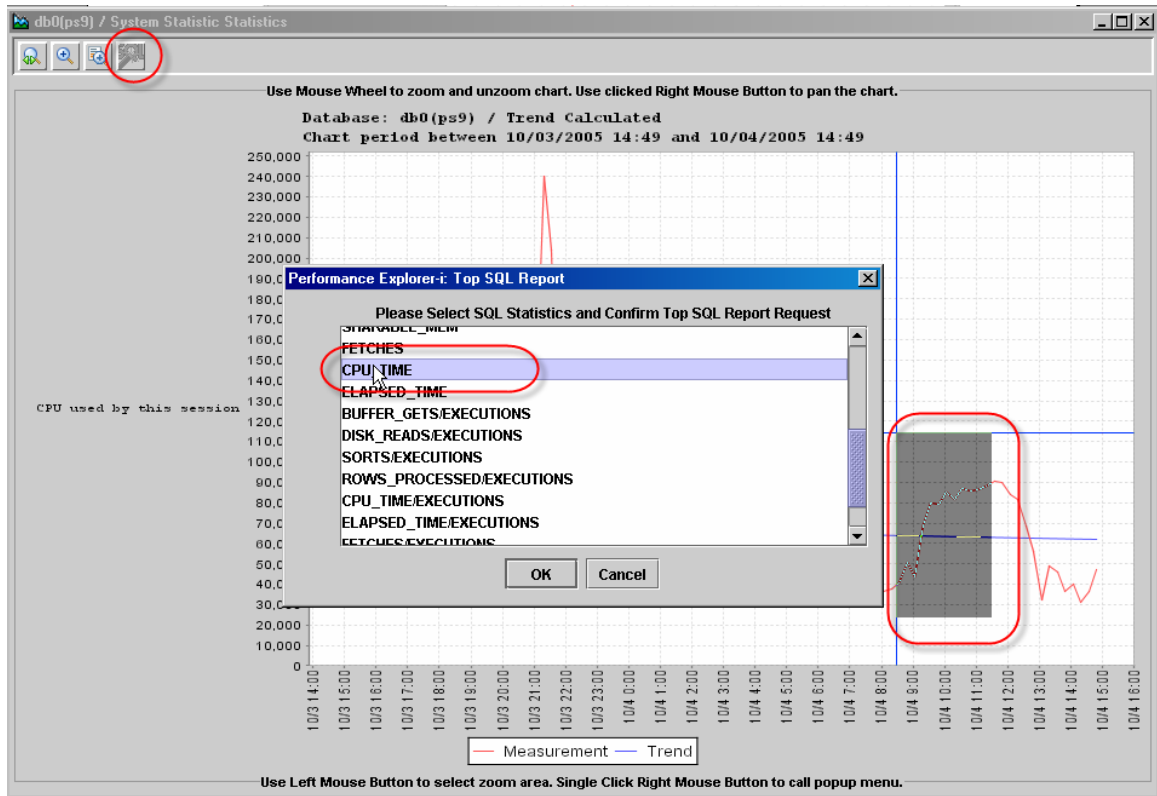 db0(ps9) / System Statistic Statistics
Use Mouse Wheel to zoom and unzoom chart. Use clicked Right Mouse Button to pan the chart.
Database: db0(ps9) / Trend Calculated
Chart period between 10/03/2005 14:49 and 10/04/2005 14:49
250,000
240,000
230,000
220,000
210,000
200,000
190,0
180,0
170,0
160,0
150,0
140,0
130,0
120,0
110,0
100,0
90,0
80,0
70,0
60,0
50,0
40,0
30,0
20,000
10,000
0
CPU used by this session
Performance Explorer-i: Top SQL Report
Please Select SQL Statistics and Confirm Top SQL Report Request
SHARABLE_MEM
FETCHES
CPU_TIME
ELAPSED_TIME
BUFFER_GETS/EXECUTIONS
DISK_READS/EXECUTIONS
SORTS/EXECUTIONS
ROWS_PROCESSED/EXECUTIONS
CPU_TIME/EXECUTIONS
ELAPSED_TIME/EXECUTIONS
FETCHES/EXECUTIONS
OK Cancel
10/3 14:00
10/3 15:00
10/3 16:00
10/3 17:00
10/3 18:00
10/3 19:00
10/3 20:00
10/3 21:00
10/3 22:00
10/3 23:00
10/4 0:00
10/4 1:00
10/4 2:00
10/4 3:00
10/4 4:00
10/4 5:00
10/4 6:00
10/4 7:00
10/4 8:00
10/4 9:00
10/4 10:00
10/4 11:00
10/4 12:00
10/4 13:00
10/4 14:00
10/4 15:00
10/4 16:00
Measurement Trend
Use Left Mouse Button to select zoom area. Single Click Right Mouse Button to call popup menu.